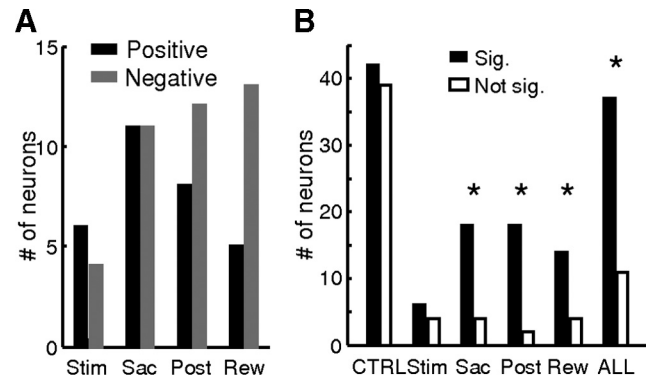 A
# of neurons
15
10
5
0
Positive
Negative
Stim Sac Post Rew
B
# of neurons
40
30
20
10
0
Sig.
Not sig.
*
* * *
CTRL Stim Sac Post Rew ALL